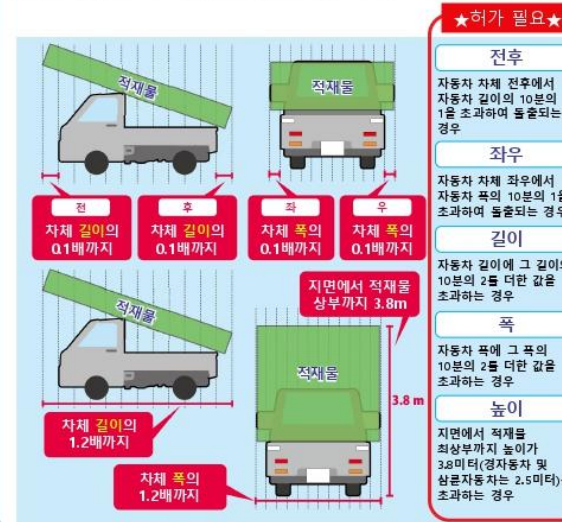 ★허가 필요★
적재물
적재물
전
차체 길이의
0.1배까지
후
차체 길이의
0.1배까지
좌
차체 폭의
0.1배까지
우
차체 폭의
0.1배까지
적재물
차체 길이의
1.2배까지
지면에서 적재물
상부까지 3.8m
적재물
3.8 m
차체 폭의
1.2배까지
전후
자동차 차체 전후에서
자동차 길이의 10분의
1을 초과하여 돌출되는
경우
좌우
자동차 차체 좌우에서
자동차 폭의 10분의 1을
초과하여 돌출되는 경우
길이
자동차 길이에 그 길이의
10분의 2를 더한 값을
초과하는 경우
폭
자동차 폭에 그 폭의
10분의 2를 더한 값을
초과하는 경우
높이
지면에서 적재물
최상부까지 높이가
3.8미터(경자동차 및
삼륜자동차는 2.5미터)
초과하는 경우